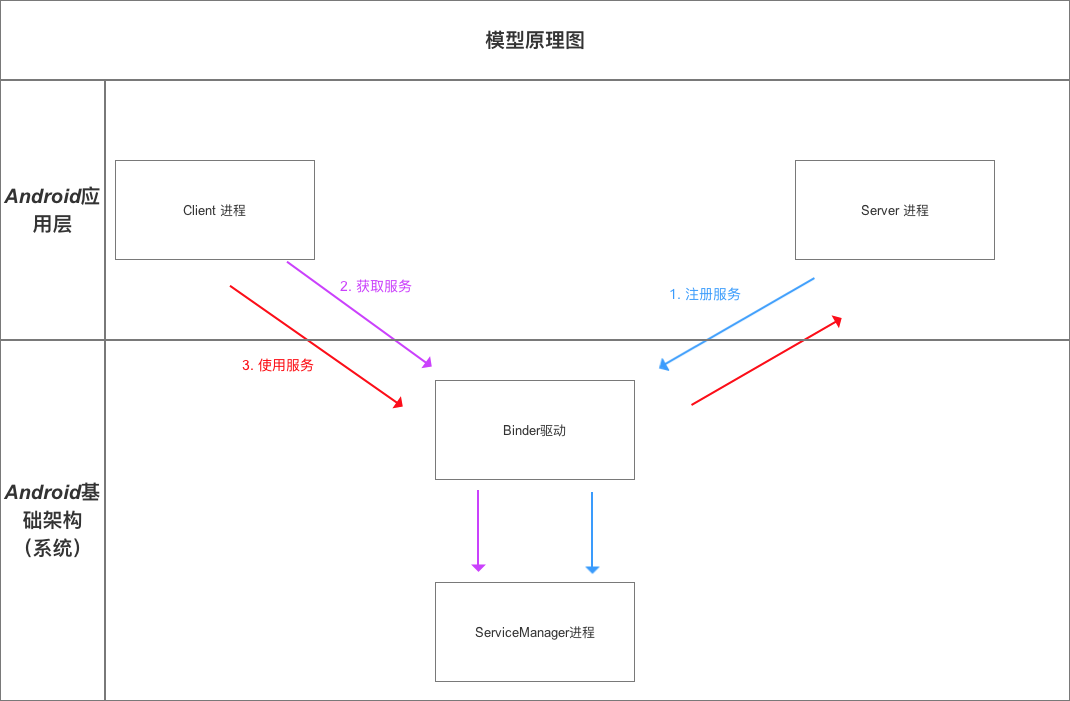 模型原理图
Android应
用层
Client 进程
Server 进程
2. 获取服务
1. 注册服务
3. 使用服务
Binder驱动
Android基
础架构
（系统）
ServiceManager进程